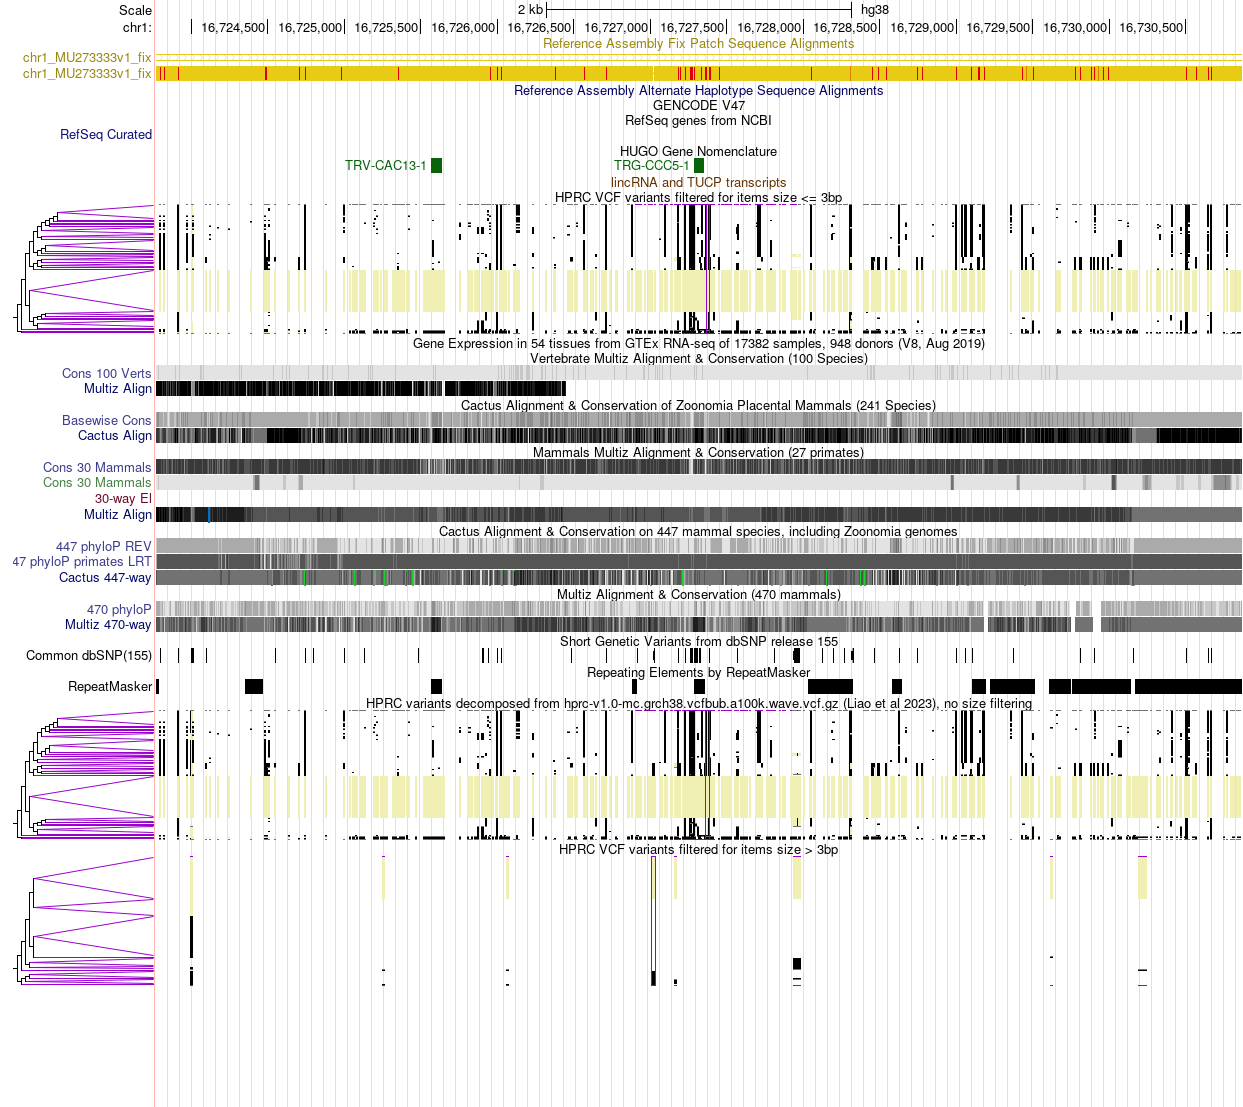 Scale 2 kb hg38
chr1: 16,724,500 16,725,000 16,725,500 16,726,000 16,726,500 16,727,000 16,727,500 16,728,000 16,728,500 16,729,000 16,729,500 16,730,000 16,730,500
Reference Assembly Fix Patch Sequence Alignments
chr1_MU273333v1_fix
chr1_MU273333v1_fix
Reference Assembly Alternate Haplotype Sequence Alignments
GENCODE V47
RefSeq genes from NCBI
RefSeq Curated
HUGO Gene Nomenclature
TRV-CAC13-1 TRG-CCC5-1
lincRNA and TUCP transcripts
HPRC VCF variants filtered for items size <= 3bp
Gene Expression in 54 tissues from GTEx RNA-seq of 17382 samples, 948 donors (V8, Aug 2019)
Vertebrate Multiz Alignment & Conservation (100 Species)
Cons 100 Verts
Multiz Align
Cactus Alignment & Conservation of Zoonomia Placental Mammals (241 Species)
Basewise Cons
Cactus Align
Mammals Multiz Alignment & Conservation (27 primates)
Cons 30 Mammals
Cons 30 Mammals
30-way El
Multiz Align
Cactus Alignment & Conservation on 447 mammal species, including Zoonomia genomes
447 phyloP REV
47 phyloP primates LRT
Cactus 447-way
Multiz Alignment & Conservation (470 mammals)
470 phyloP
Multiz 470-way
Short Genetic Variants from dbSNP release 155
Common dbSNP(155)
Repeating Elements by RepeatMasker
RepeatMasker
HPRC variants decomposed from hprc-v1.0-mc.grch38.vcfbub.a100k.wave.vcf.gz (Liao et al 2023), no size filtering
HPRC VCF variants filtered for items size > 3bp